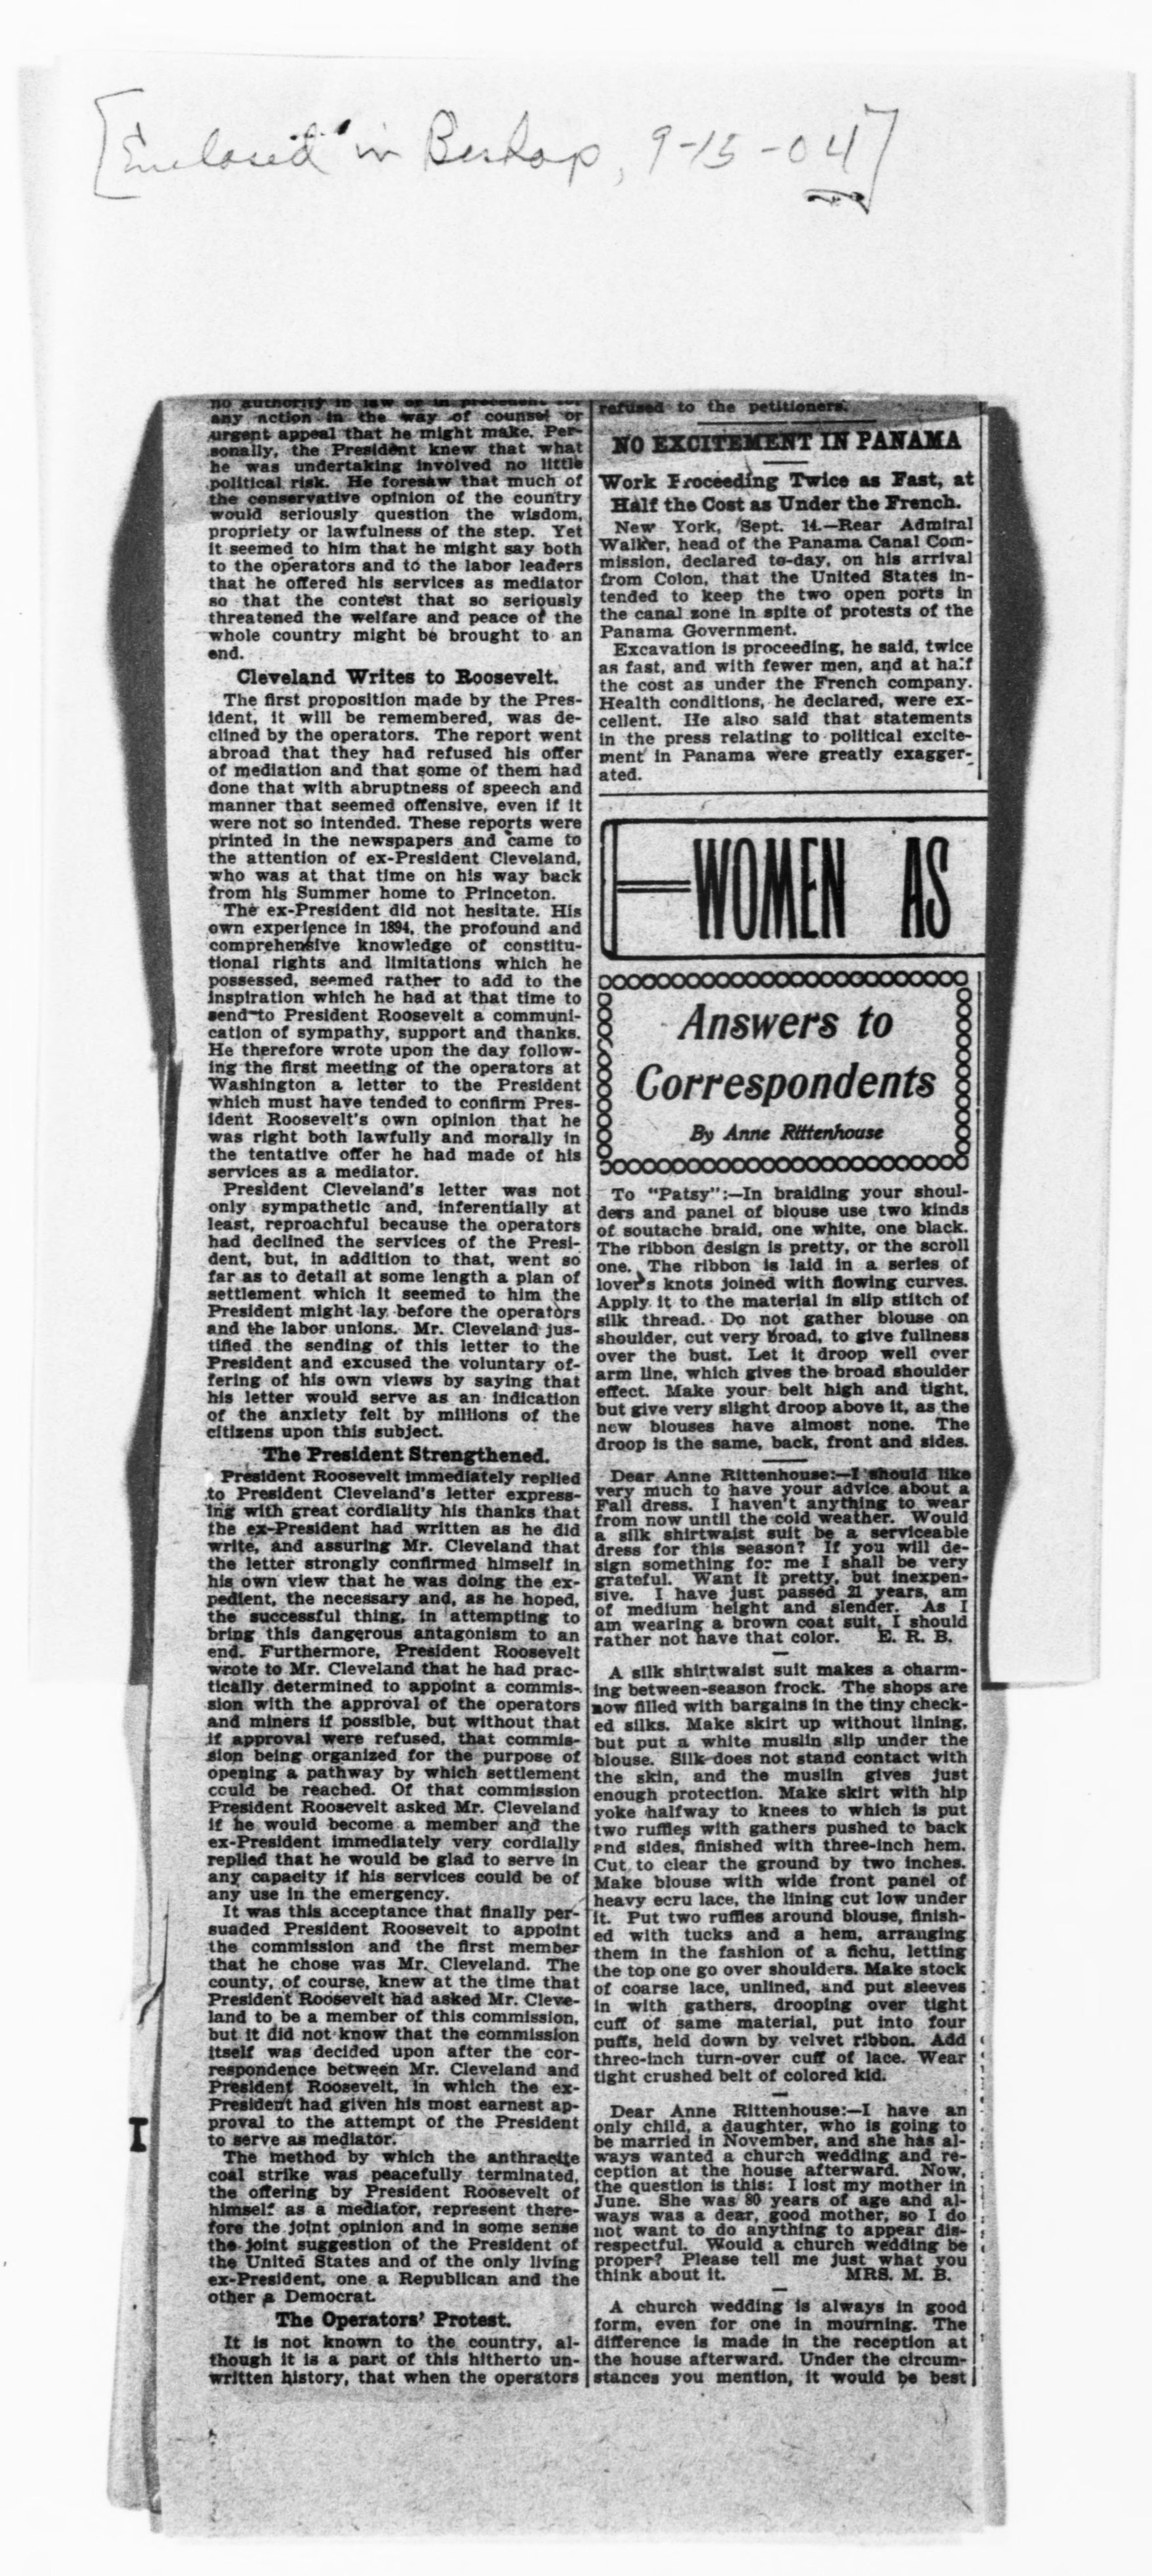 [Enclosed in Bishop, 9-15-04]
any action in the way of counsel or
urgent appeal that he might make. Per-
sonally, the President knew that what
he was undertaking involved no little
political risk. He foresaw that much of
the conservative opinion of the country
would seriously question the wisdom,
propriety or lawfulness of the step. Yet
it seemed to him that he might say both
to the operators and to the labor leaders
that he offered his services as mediator
so that the contest that so seriously
threatened the welfare and peace of the
whole country might be brought to an
end.
Cleveland Writes to Roosevelt.
The first proposition made by the Pres-
ident, it will be remembered, was de-
clined by the operators. The report went
abroad that they had refused his offer
of mediation and that some of them had
done that with abruptness of speech and
manner that seemed offensive, even if it
were not so intended. These reports were
printed in the newspapers and came to
the attention of ex-President Cleveland,
who was at that time on his way back
from his Summer home to Princeton.
The ex-President did not hesitate. His
own experience in 1894, the profound and
comprehensive knowledge of constitu-
tional rights and limitations which he
possessed, seemed rather to add to the
inspiration which he had at that time to
send to President Roosevelt a communi-
cation of sympathy, support and thanks.
He therefore wrote upon the day follow-
ing the first meeting of the operators at
Washington a letter to the President
which must have tended to confirm Pres-
ident Roosevelt's own opinion that he
was right both lawfully and morally in
the tentative offer he had made of his
services as a mediator.
President Cleveland's letter was not
only sympathetic and, inferentially at
least, reproachful because the operators
had declined the services of the Presi-
dent, but, in addition to that, went so
far as to detail at some length a plan of
settlement which it seemed to him the
President might lay before the operators
and the labor unions. Mr. Cleveland jus-
tified the sending of this letter to the
President and excused the voluntary of-
fering of his own views by saying that
his letter would serve as an indication
of the anxiety felt by millions of the
citizens upon this subject.
The President Strengthened.
President Roosevelt immediately replied
to President Cleveland's letter express-
ing with great cordiality his thanks that
the ex-President had written as he did
write, and assuring Mr. Cleveland that
the letter strongly confirmed himself in
his own view that he was doing the ex-
pedient, the necessary and, as he hoped,
the successful thing, in attempting to
bring this dangerous antagonism to an
end. Furthermore, President Roosevelt
wrote to Mr. Cleveland that he had prac-
tically determined to appoint a commis-
sion with the approval of the operators
and miners if possible, but without that
if approval were refused, that commis-
sion being organized for the purpose of
opening a pathway by which settlement
could be reached. Of that commission
President Roosevelt asked Mr. Cleveland
if he would become a member and the
ex-President immediately very cordially
replied that he would be glad to serve in
any capacity if his services could be of
any use in the emergency.
It was this acceptance that finally per-
suaded President Roosevelt to appoint
the commission and the first member
that he chose was Mr. Cleveland. The
county, of course, knew at the time that
President Roosevelt had asked Mr. Cleve-
land to be a member of this commission,
but it did not know that the commission
itself was decided upon after the cor-
respondence between Mr. Cleveland and
President Roosevelt, in which the ex-
President had given his most earnest ap-
proval to the attempt of the President
to serve as mediator.
The method by which the anthracite
coal strike was peacefully terminated,
the offering by President Roosevelt of
himself as a mediator, represent there-
fore the joint opinion and in some sense
the joint suggestion of the President of
the United States and of the only living
ex-President, one a Republican and the
other a Democrat.
The Operators' Protest.
It is not known to the country, al-
though it is a part of this hitherto un-
written history, that when the operators
I
refused to the petitioners.
NO EXCITEMENT IN PANAMA
Work Proceeding Twice as Fast, at
Half the Cost as Under the French.
New York, Sept. 14.—Rear Admiral
Walker, head of the Panama Canal Com-
mission, declared to-day, on his arrival
from Colon, that the United States in-
tended to keep the two open ports in
the canal zone in spite of protests of the
Panama Government.
Excavation is proceeding, he said, twice
as fast, and with fewer men, and at half
the cost as under the French company.
Health conditions, he declared, were ex-
cellent. He also said that statements
in the press relating to political excite-
ment in Panama were greatly exagger-
ated.
WOMEN AS
Answers to
Correspondents
By Anne Rittenhouse
To "Patsy":—In braiding your shoul-
ders and panel of blouse use two kinds
of soutache braid, one white, one black.
The ribbon design is pretty, or the scroll
one. The ribbon is laid in a series of
lover's knots joined with flowing curves.
Apply it to the material in slip stitch of
silk thread. Do not gather blouse on
shoulder, cut very broad, to give fullness
over the bust. Let it droop well over
arm line, which gives the broad shoulder
effect. Make your belt high and tight,
but give very slight droop above it, as the
new blouses have almost none. The
droop is the same, back, front and sides.
Dear Anne Rittenhouse:—I should like
very much to have your advice about a
Fall dress. I haven't anything to wear
from now until the cold weather. Would
a silk shirtwaist suit be a serviceable
dress for this season? If you will de-
sign something for me I shall be very
grateful. Want it pretty, but inexpen-
sive. I have just passed 21 years, am
of medium height and slender. As I
am wearing a brown coat suit, I should
rather not have that color. E. R. B.
A silk shirtwaist suit makes a charm-
ing between-season frock. The shops are
now filled with bargains in the tiny check-
ed silks. Make skirt up without lining,
but put a white muslin slip under the
blouse. Silk does not stand contact with
the skin, and the muslin gives just
enough protection. Make skirt with hip
yoke halfway to knees to which is put
two ruffles with gathers pushed to back
and sides, finished with three-inch hem.
Cut to clear the ground by two inches.
Make blouse with wide front panel of
heavy ecru lace, the lining cut low under
it. Put two ruffles around blouse, finish-
ed with tucks and a hem, arranging
them in the fashion of a fichu, letting
the top one go over shoulders. Make stock
of coarse lace, unlined, and put sleeves
in with gathers, drooping over tight
cuff of same material, put into four
puffs, held down by velvet ribbon. Add
three-inch turn-over cuff of lace. Wear
tight crushed belt of colored kid.
Dear Anne Rittenhouse:—I have an
only child, a daughter, who is going to
be married in November, and she has al-
ways wanted a church wedding and re-
ception at the house afterward. Now,
the question is this: I lost my mother in
June. She was 80 years of age and al-
ways was a dear, good mother, so I do
not want to do anything to appear dis-
respectful. Would a church wedding be
proper? Please tell me just what you
think about it. MRS. M. B.
A church wedding is always in good
form, even for one in mourning. The
difference is made in the reception at
the house afterward. Under the circum-
stances you mention, it would be best